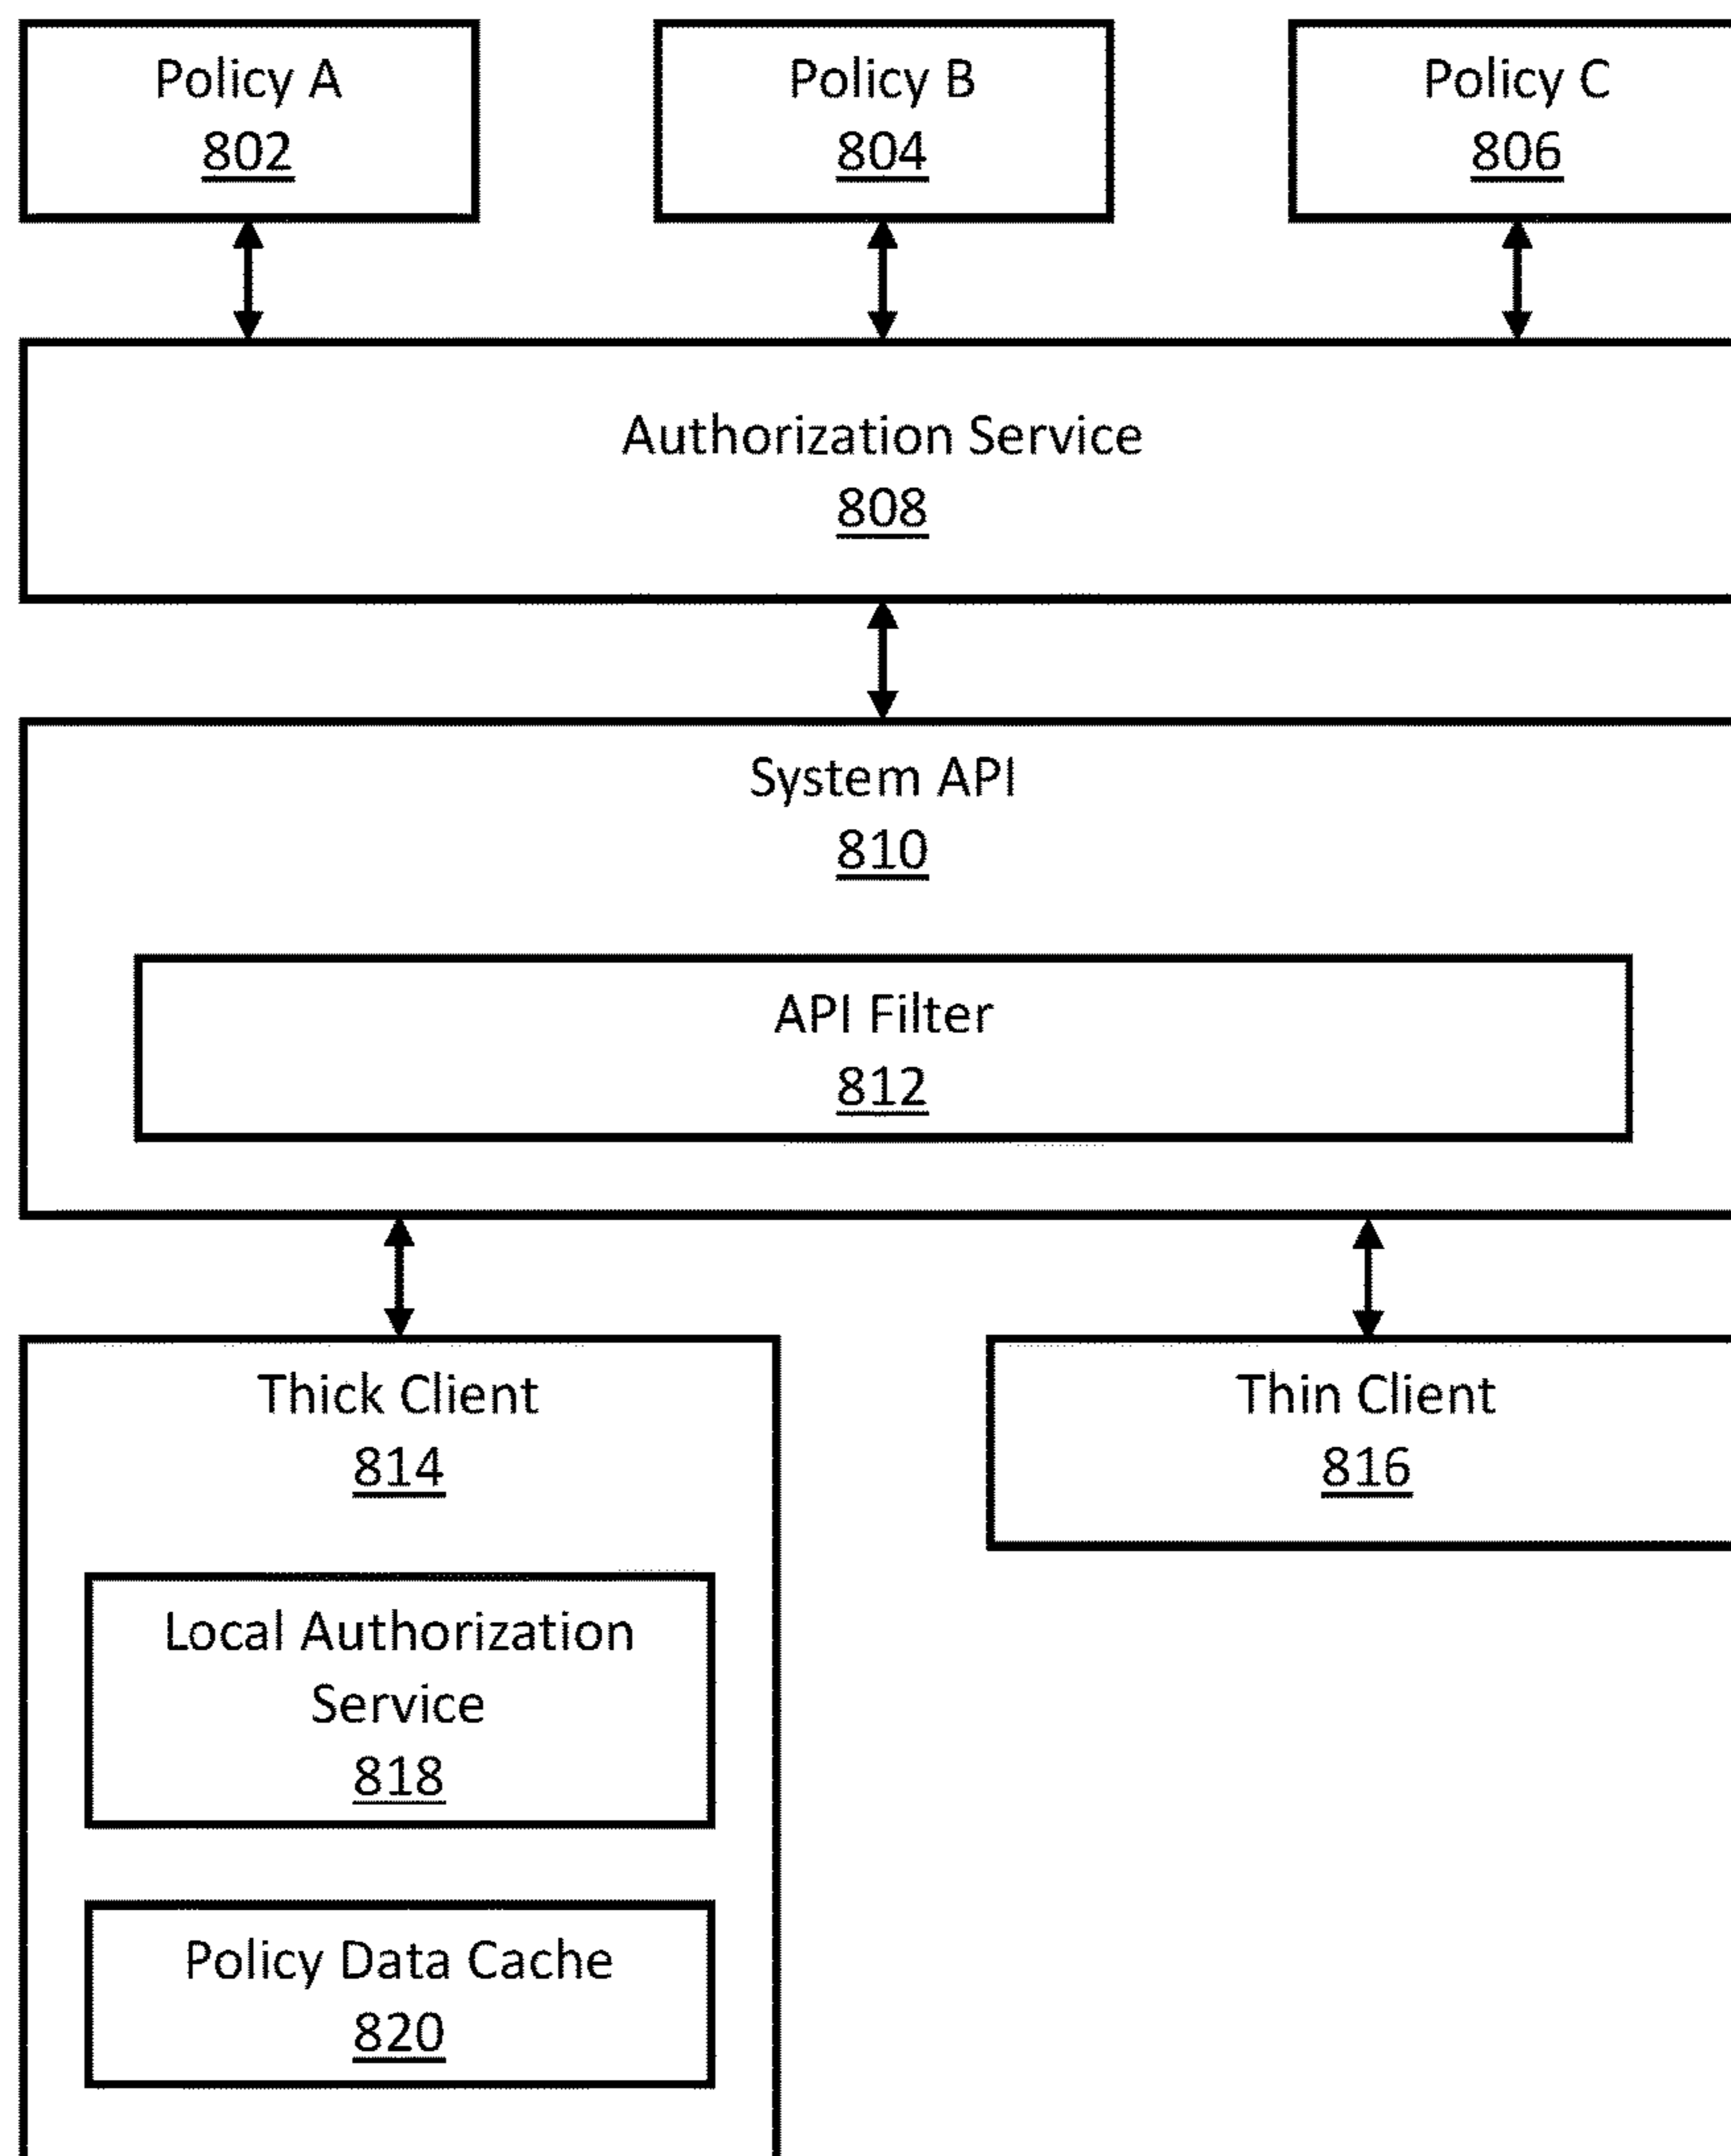 Policy A
802
Policy B
804
Policy C
806
Authorization Service
808
System API
810
API Filter
812
Thick Client
814
Thin Client
816
Local Authorization
Service
818
Policy Data Cache
820